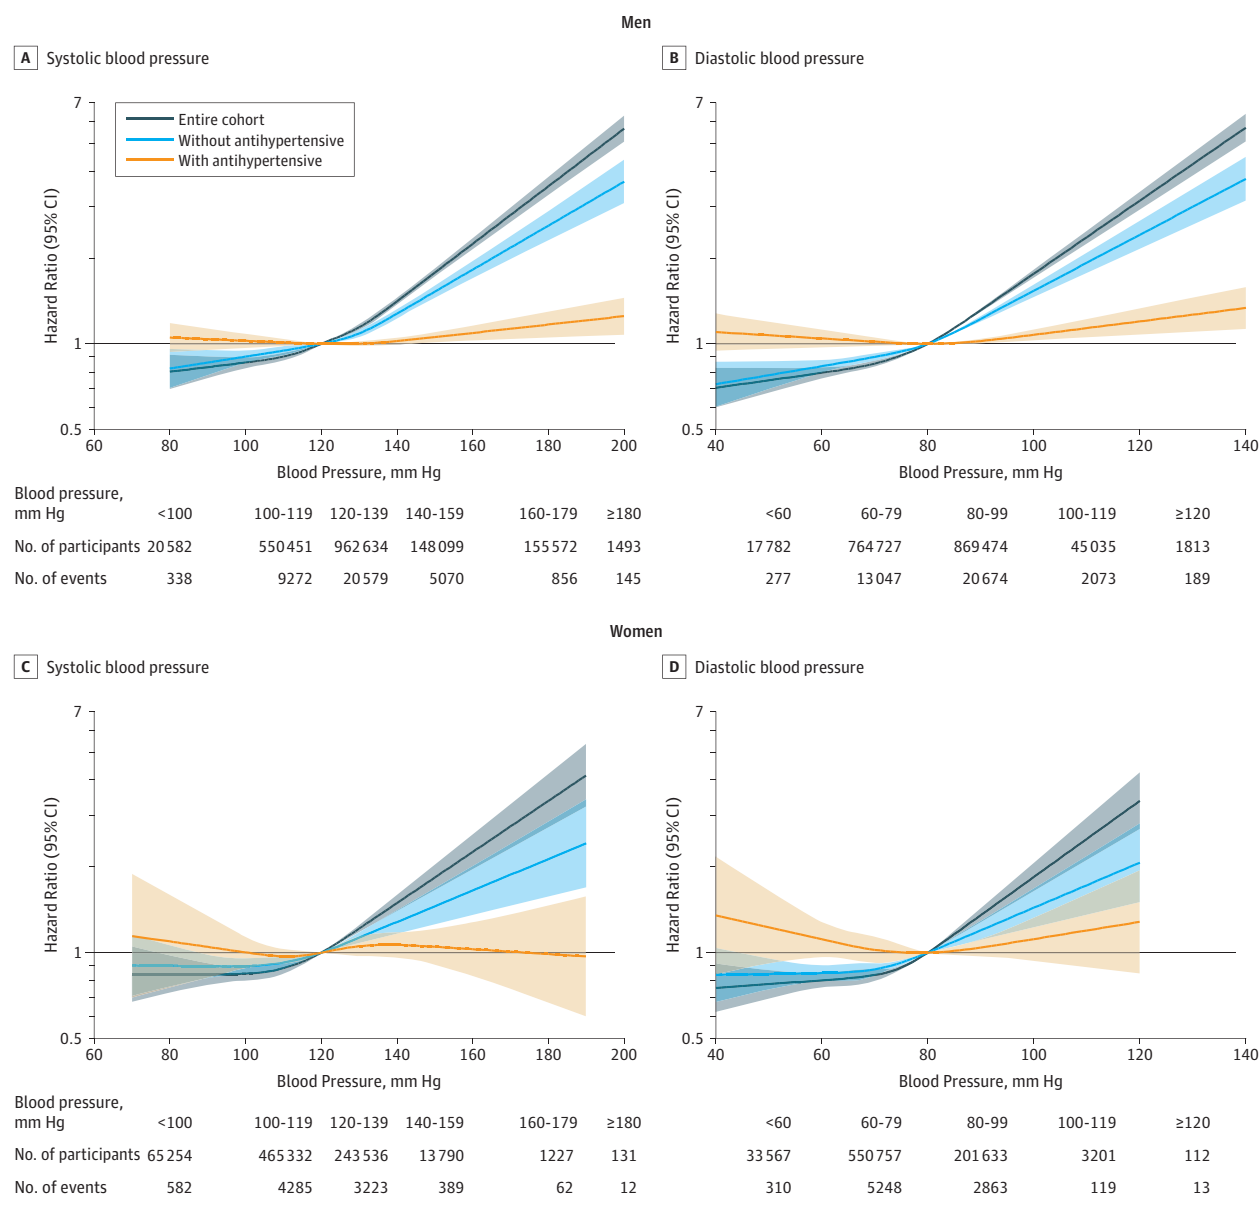 Men
A Systolic blood pressure
7
1
0.5
Hazard Ratio (95% CI)
Entire cohort
Without antihypertensive
With antihypertensive
60 80 100 120 140 160 180 200
Blood Pressure, mm Hg
Blood pressure,
mm Hg <100 100-119 120-139 140-159 160-179 ≥180
No. of participants 20582 550451 962634 148099 155572 1493
No. of events 338 9272 20579 5070 856 145
B Diastolic blood pressure
7
1
0.5
Hazard Ratio (95% CI)
40 60 80 100 120 140
Blood Pressure, mm Hg
<60 60-79 80-99 100-119 ≥120
17782 764727 869474 45035 1813
277 13047 20674 2073 189
Women
C Systolic blood pressure
7
1
0.5
Hazard Ratio (95% CI)
60 80 100 120 140 160 180 200
Blood Pressure, mm Hg
Blood pressure,
mm Hg <100 100-119 120-139 140-159 160-179 ≥180
No. of participants 65254 465332 243536 13790 1227 131
No. of events 582 4285 3223 389 62 12
D Diastolic blood pressure
7
1
0.5
Hazard Ratio (95% CI)
40 60 80 100 120 140
Blood Pressure, mm Hg
<60 60-79 80-99 100-119 ≥120
33567 550757 201633 3201 112
310 5248 2863 119 13